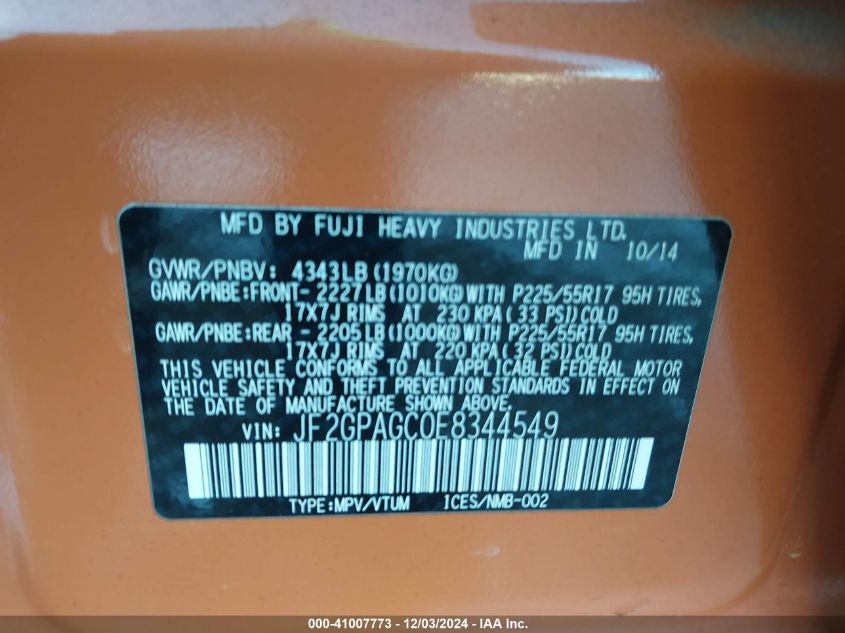 MFD BY FUJI HEAVY INDUSTRIES LTD.
MFD IN 10/14
GVWR/PNBV: 4343LB (1970KG)
GAWR/PNBE:FRONT- 2227LB (1010KG) WITH P225/55R17 95H TIRES,
17X7J RIMS AT 230 KPA ( 33 PSI) COLD
GAWR/PNBE:REAR - 2205LB (1000KG) WITH P225/55R17 95H TIRES,
17X7J RIMS AT 220 KPA ( 32 PSI) COLD
THIS VEHICLE CONFORMS TO ALL APPLICABLE FEDERAL MOTOR
VEHICLE SAFETY AND THEFT PREVENTION STANDARDS IN EFFECT ON
THE DATE OF MANUFACTURE SHOWN ABOVE.
VIN: JF2GPAGC0E8344549
TYPE:MPV/VTUM ICES/NMB-002
000-41007773 - 12/03/2024 - IAA Inc.